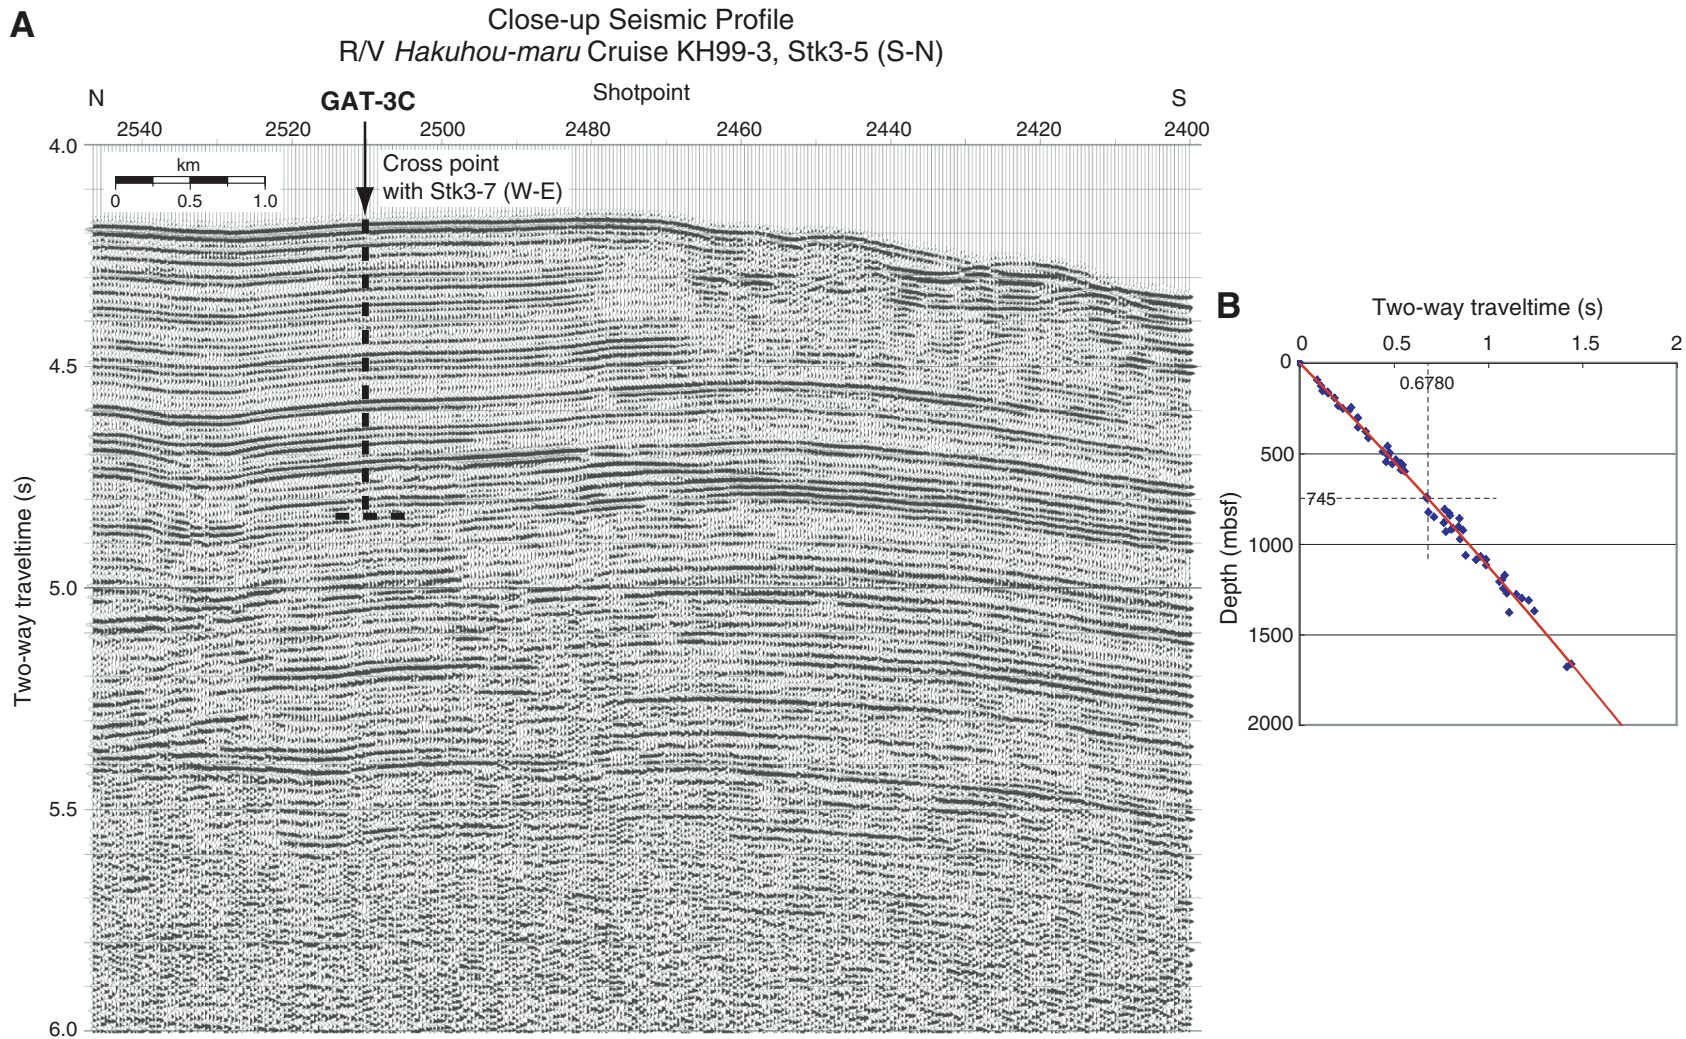 A
Close-up Seismic Profile
R/V Hakuhou-maru Cruise KH99-3, Stk3-5 (S-N)
N
GAT-3C
Shotpoint
S
2540
2520
2500
2480
2460
2440
2420
2400
4.0
km
0
0.5
1.0
Cross point
with Stk3-7 (W-E)
4.5
5.0
5.5
6.0
Two-way traveltime (s)
B
Two-way traveltime (s)
0
0.5
1
1.5
2
0
0.6780
500
745
1000
1500
2000
Depth (mbsf)